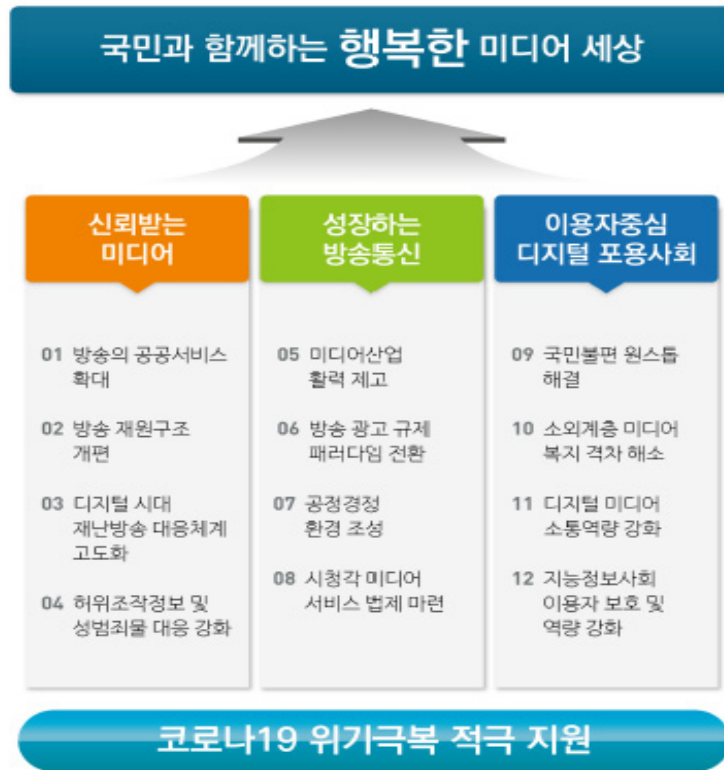 국민과 함께하는 행복한 미디어 세상
신뢰받는
미디어
01 방송의 공공서비스
확대
02 방송 재원구조
개편
03 디지털 시대
재난방송 대응체계
고도화
04 허위조작정보 및
성범죄물 대응 강화
성장하는
방송통신
05 미디어산업
활력 제고
06 방송 광고 규제
패러다임 전환
07 공정경정
환경 조성
08 시청각 미디어
서비스 법제 마련
이용자중심
디지털 포용사회
09 국민불편 원스톱
해결
10 소외계층 미디어
복지 격차 해소
11 디지털 미디어
소통역량 강화
12 지능정보사회
이용자 보호 및
역량 강화
코로나19 위기극복 적극 지원